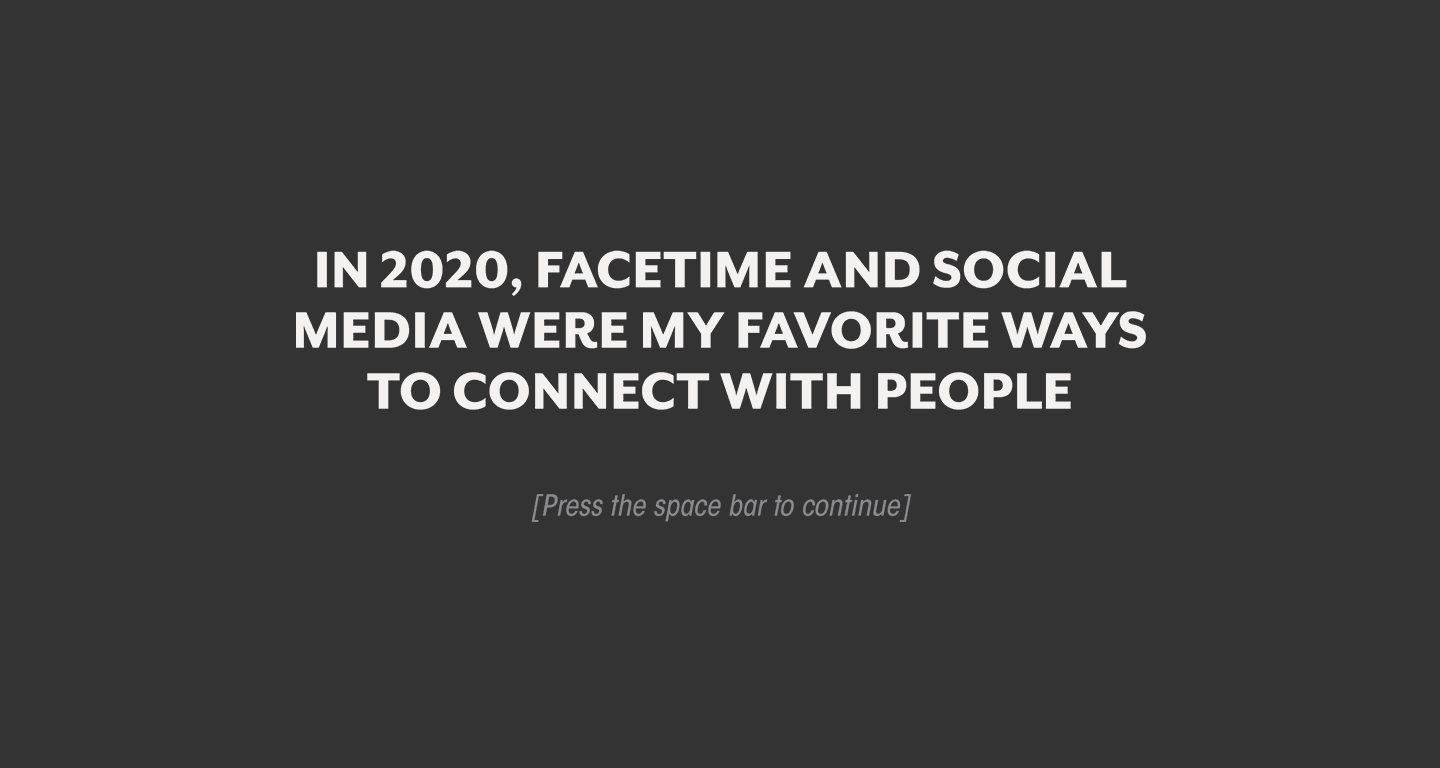 IN 2020, FACETIME AND SOCIAL
MEDIA WERE MY FAVORITE WAYS
TO CONNECT WITH PEOPLE
[Press the space bar to continue]